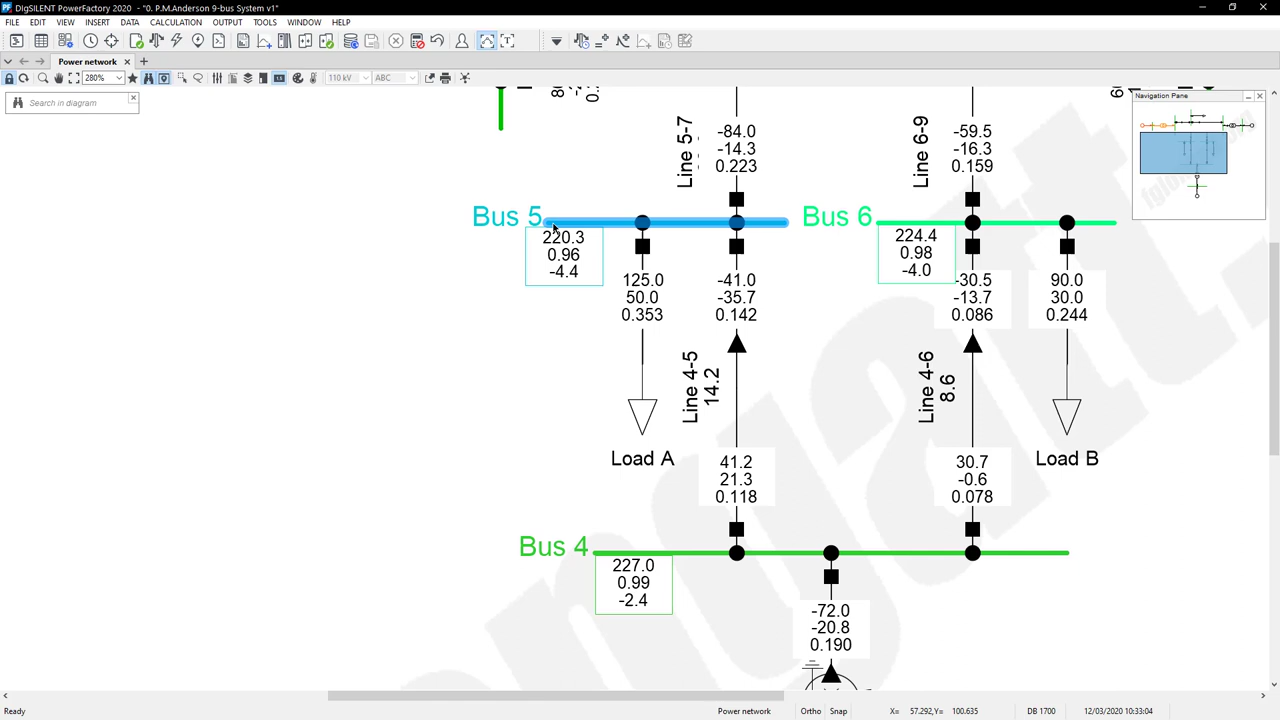 DIgSILENT PowerFactory 2020 - "0. P.M.Anderson 9-bus System v1"
FILE EDIT VIEW INSERT DATA CALCULATION OUTPUT TOOLS WINDOW HELP
Power network
280% 110 kV ABC
Search in diagram
Navigation Pane
Line 5-7
-84.0
-14.3
0.223
Line 6-9
-59.5
-16.3
0.159
Bus 5
220.3
0.96
-4.4
Bus 6
224.4
0.98
-4.0
125.0
50.0
0.353
-41.0
-35.7
0.142
-30.5
-13.7
0.086
90.0
30.0
0.244
Line 4-5
14.2
Line 4-6
8.6
Load A
Load B
41.2
21.3
0.118
30.7
-0.6
0.078
Bus 4
227.0
0.99
-2.4
-72.0
-20.8
0.190
Ready Power network Ortho Snap X= 57.292,Y= 100.635 DB 1700 12/03/2020 10:33:04